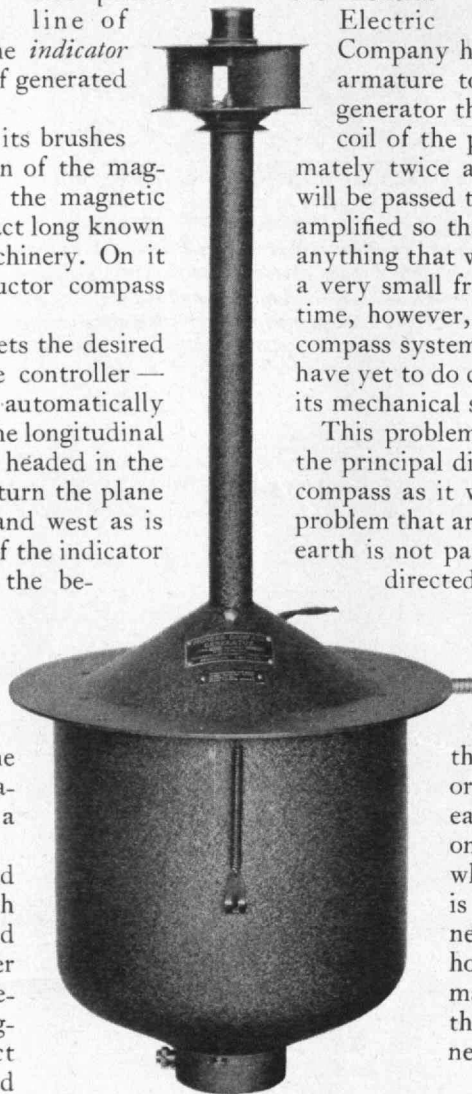 line of
indicator
f generated
its brushes
n of the mag-
the magnetic
act long known
chinery. On it
ductor compass
ets the desired
e controller —
automatically
he longitudinal
headed in the
turn the plane
and west as is
f the indicator
the be-
ne
a-
a
d
h
d
er
e-
g-
ct
d
Electric
Company h
armature to
generator th
coil of the p
mately twice a
will be passed t
amplified so th
anything that w
a very small fr
time, however,
compass system
have yet to do c
its mechanical s
This problem
the principal di
compass as it v
problem that ar
earth is not pa
directed
GENERATOR
th
or
ea
on
wh
is
ne
ho
ma
th
ne